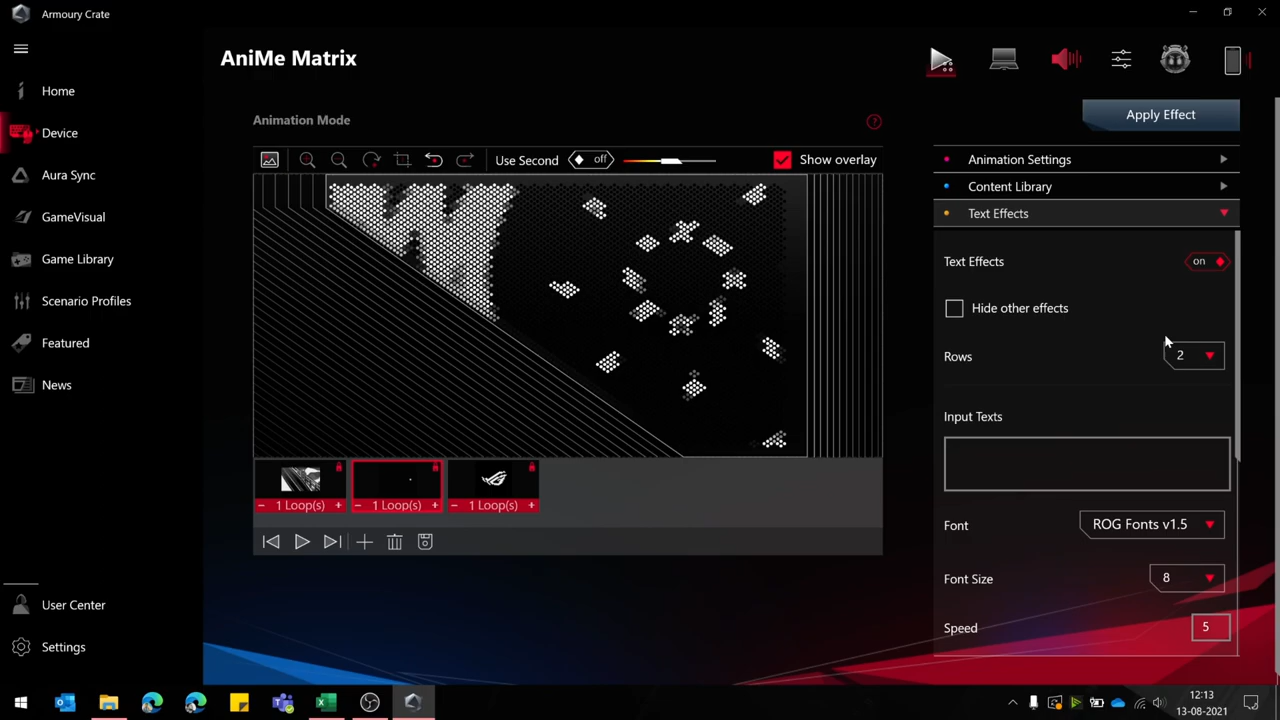 Armoury Crate
AniMe Matrix
Home
Device
Aura Sync
GameVisual
Game Library
Scenario Profiles
Featured
News
User Center
Settings
Animation Mode
Use Second off Show overlay
1 Loop(s) 1 Loop(s) 1 Loop(s)
Apply Effect
Animation Settings
Content Library
Text Effects
Text Effects on
Hide other effects
Rows 2
Input Texts
Font ROG Fonts v1.5
Font Size 8
Speed 5
12:13
13-08-2021